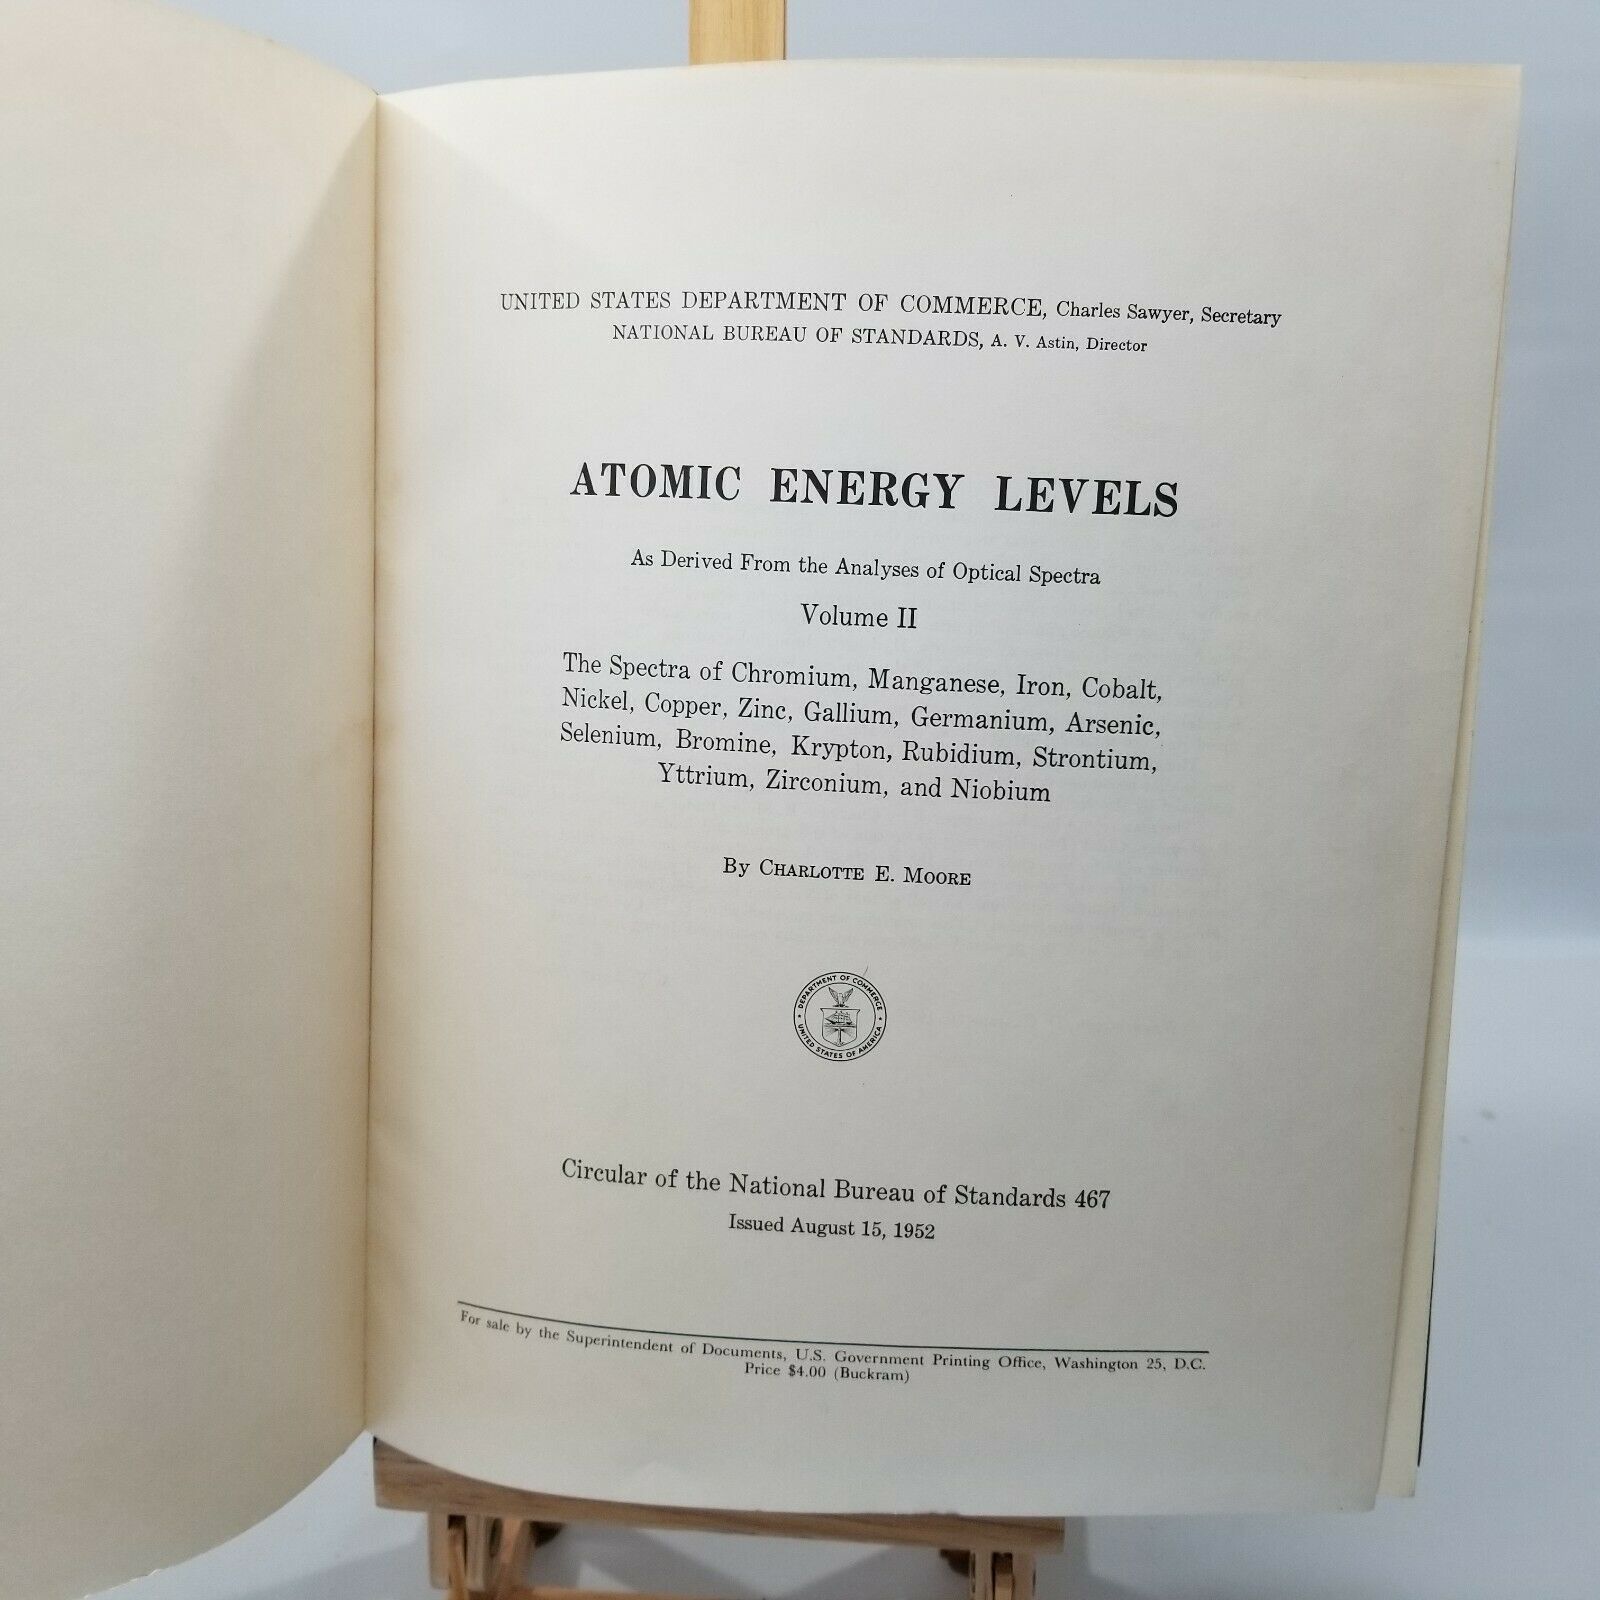 UNITED STATES DEPARTMENT OF COMMERCE, Charles Sawyer, Secretary
NATIONAL BUREAU OF STANDARDS, A. V. Astin, Director
ATOMIC ENERGY LEVELS
As Derived From the Analyses of Optical Spectra
Volume II
The Spectra of Chromium, Manganese, Iron, Cobalt,
Nickel, Copper, Zinc, Gallium, Germanium, Arsenic,
Selenium, Bromine, Krypton, Rubidium, Strontium,
Yttrium, Zirconium, and Niobium
By CHARLOTTE E. MOORE
DEPARTMENT OF COMMERCE
UNITED STATES OF AMERICA
Circular of the National Bureau of Standards 467
Issued August 15, 1952
For sale by the Superintendent of Documents, U.S. Government Printing Office, Washington 25, D.C.
Price $4.00 (Buckram)